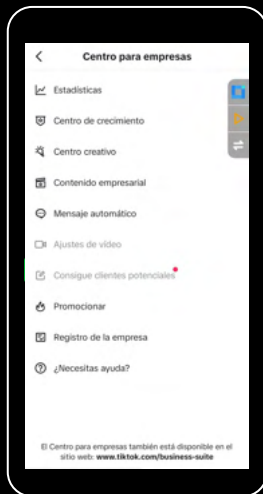 Centro para empresas
Estadísticas
Centro de crecimiento
Centro creativo
Contenido empresarial
Mensaje automático
Ajustes de vídeo
Consigue clientes potenciales
Promocionar
Registro de la empresa
¿Necesitas ayuda?
El Centro para empresas también está disponible en el
sitio web: www.tiktok.com/business-suite